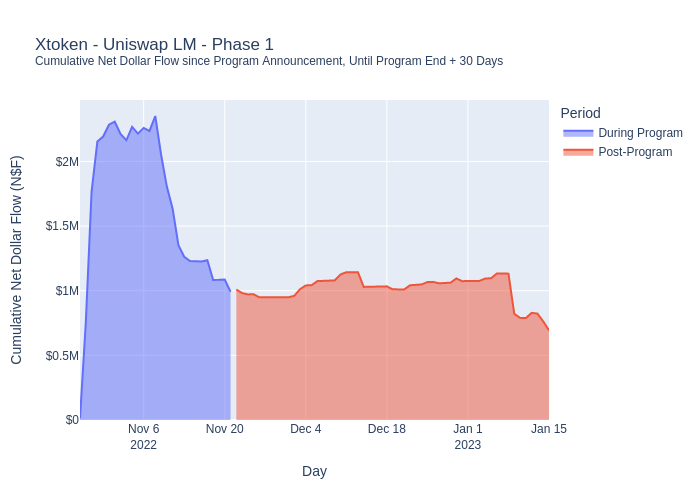 Xtoken - Uniswap LM - Phase 1
Cumulative Net Dollar Flow since Program Announcement, Until Program End + 30 Days
Period
During Program
Post-Program
Cumulative Net Dollar Flow (N$F)
$2M
$1.5M
$1M
$0.5M
$0
Nov 6
2022
Nov 20
Dec 4
Dec 18
Jan 1
2023
Jan 15
Day